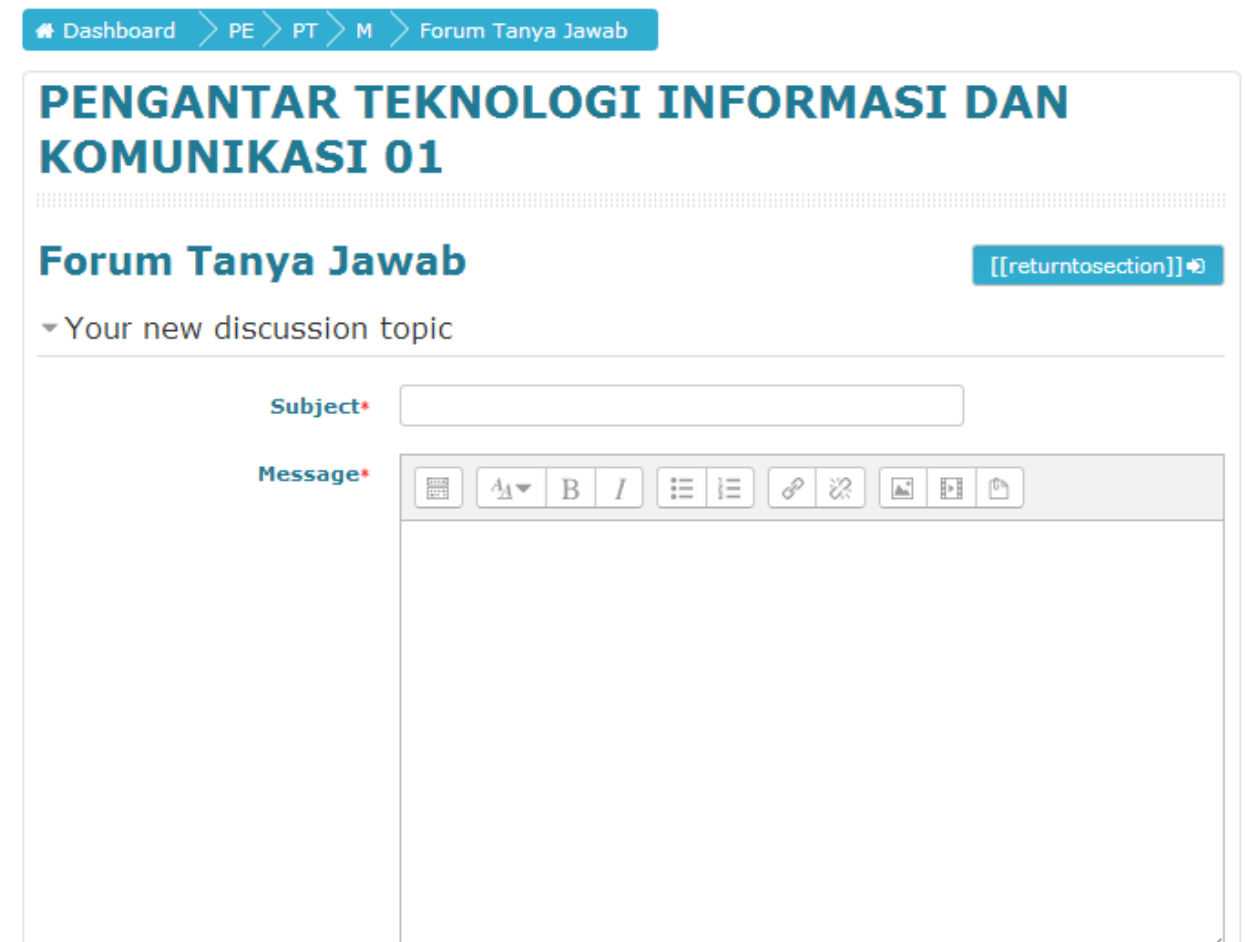 Dashboard PE PT M Forum Tanya Jawab
PENGANTAR TEKNOLOGI INFORMASI DAN
KOMUNIKASI 01
Forum Tanya Jawab
[[returntosection]]
Your new discussion topic
Subject*
Message*
B I